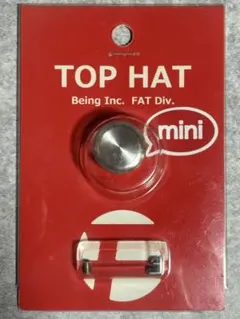 TOP HAT
Being Inc. FAT Div.
mini